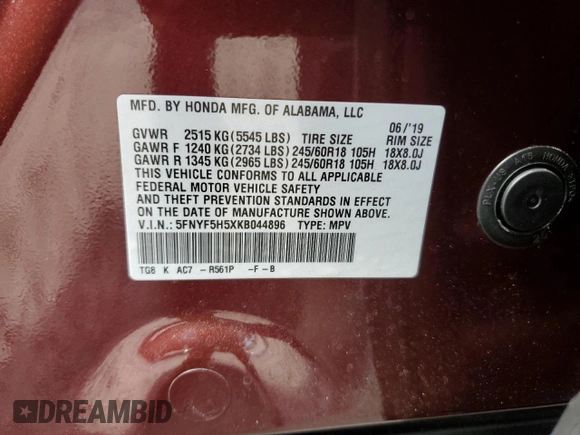 MFD. BY HONDA MFG. OF ALABAMA, LLC
06/'19
GVWR 2515 KG(5545 LBS) TIRE SIZE RIM SIZE
GAWR F 1240 KG(2734 LBS) 245/60R18 105H 18X8.0J
GAWR R 1345 KG(2965 LBS) 245/60R18 105H 18X8.0J
THIS VEHICLE CONFORMS TO ALL APPLICABLE
FEDERAL MOTOR VEHICLE SAFETY
AND THEFT PREVENTION STANDARDS IN EFFECT
ON THE DATE OF MANUFACTURE SHOWN ABOVE.
V.I.N.: 5FNYF5H5XKB044896 TYPE: MPV
TG8 K AC7 - R561P -F-B
DREAMBID